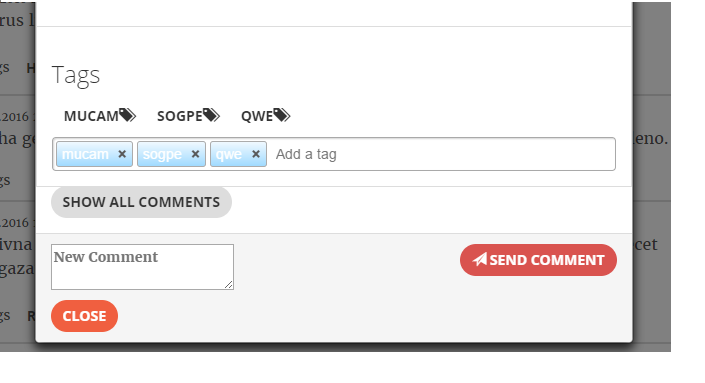 rus l
gs H
Tags
MUCAM SOGPE QWE
.2016
ha ge eno.
mucam × sogpe × qwe × Add a tag
gs
SHOW ALL COMMENTS
.2016
ivna cet
New Comment SEND COMMENT
gaza
CLOSE
gs R